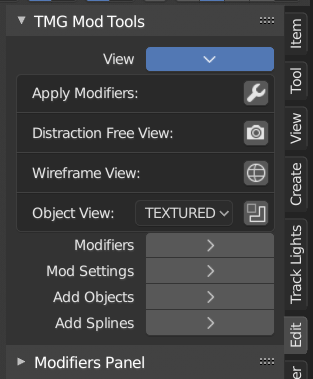 TMG Mod Tools
View
Apply Modifiers:
Distraction Free View:
Wireframe View:
Object View: TEXTURED
Modifiers
Mod Settings
Add Objects
Add Splines
Modifiers Panel
Item
Tool
View
Create
Track Lights
Edit